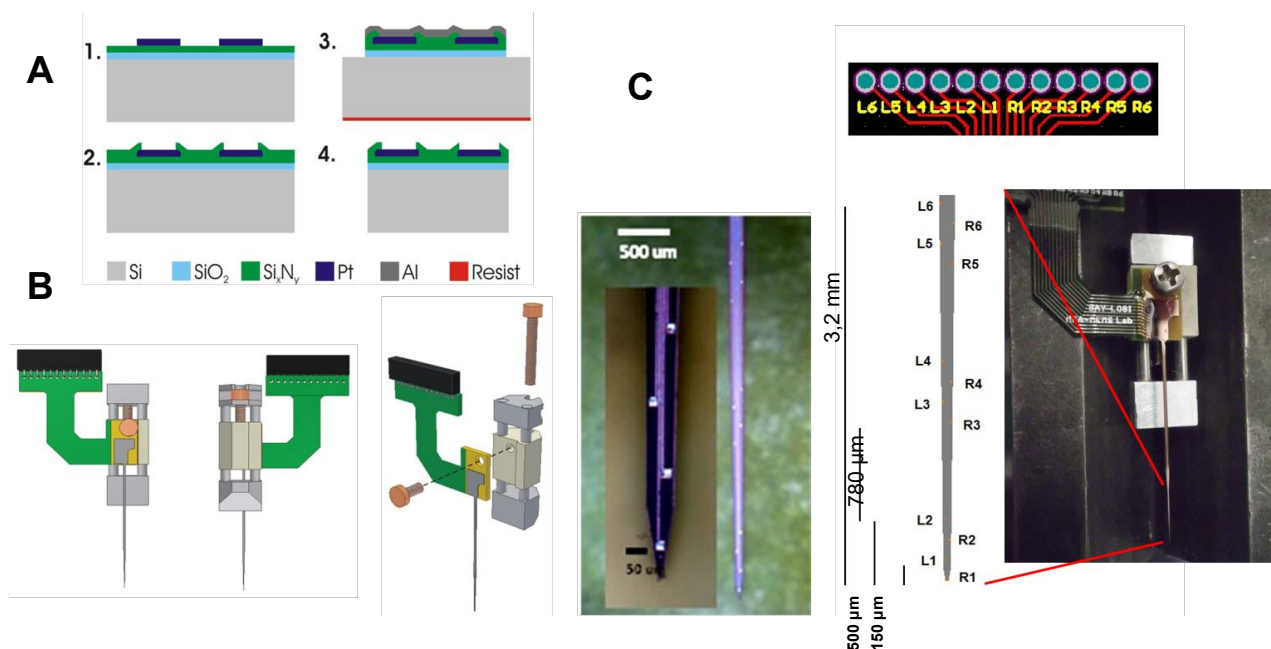 A
1.
3.
2.
4.
Si
SiO2
SixNy
Pt
Al
Resist
B
C
L6 L5 L4 L3 L2 L1 R1 R2 R3 R4 R5 R6
500 um
50 um
3,2 mm
780 µm
500 µm
150 µm
L6
R6
L5
R5
L4
R4
L3
R3
L2
R2
L1
R1
Lab